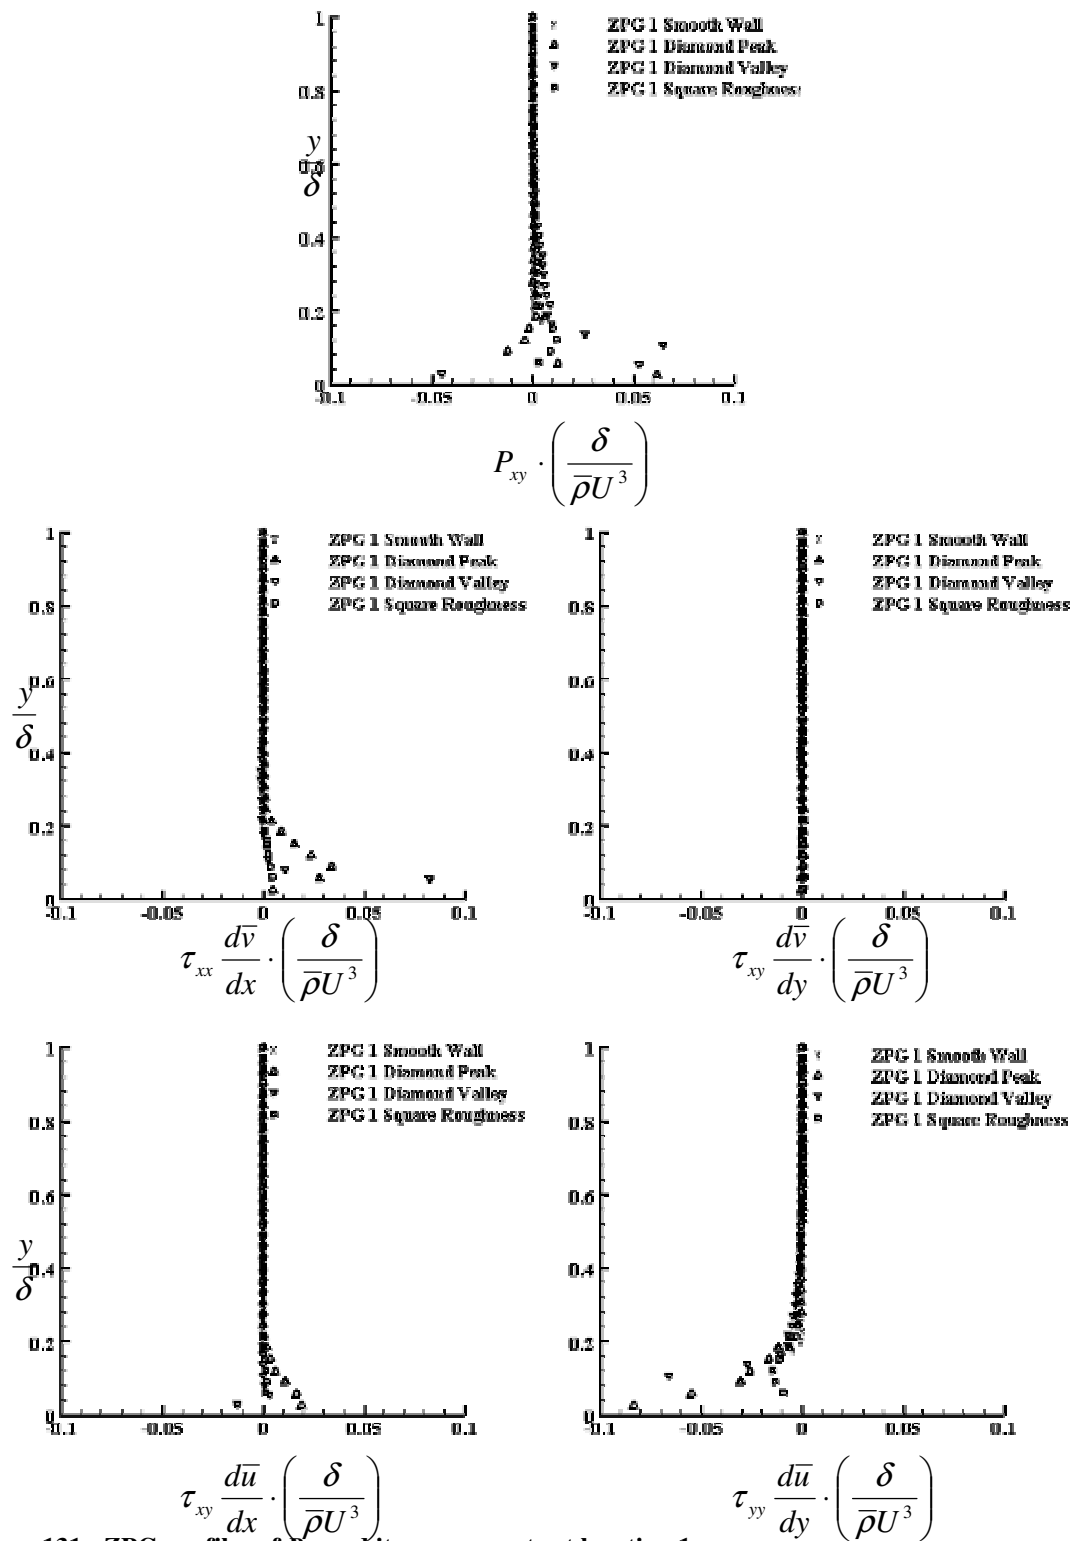 ZPG 1 Smooth Wall
ZPG 1 Diamond Peak
ZPG 1 Diamond Valley
ZPG 1 Square Roughness
1
0.8
0.6
0.4
0.2
0
y/δ
-0.1 -0.05 0 0.05 0.1
P_xy · (δ / ρ̅U³)
ZPG 1 Smooth Wall
ZPG 1 Diamond Peak
ZPG 1 Diamond Valley
ZPG 1 Square Roughness
1
0.8
0.6
0.4
0.2
0
y/δ
-0.1 -0.05 0 0.05 0.1
τ_xx dv̅/dx · (δ / ρ̅U³)
ZPG 1 Smooth Wall
ZPG 1 Diamond Peak
ZPG 1 Diamond Valley
ZPG 1 Square Roughness
1
0.8
0.6
0.4
0.2
0
-0.1 -0.05 0 0.05 0.1
τ_xy dv̅/dy · (δ / ρ̅U³)
ZPG 1 Smooth Wall
ZPG 1 Diamond Peak
ZPG 1 Diamond Valley
ZPG 1 Square Roughness
1
0.8
0.6
0.4
0.2
0
y/δ
-0.1 -0.05 0 0.05 0.1
τ_xy du̅/dx · (δ / ρ̅U³)
ZPG 1 Smooth Wall
ZPG 1 Diamond Peak
ZPG 1 Diamond Valley
ZPG 1 Square Roughness
1
0.8
0.6
0.4
0.2
0
-0.1 -0.05 0 0.05 0.1
τ_yy du̅/dy · (δ / ρ̅U³)